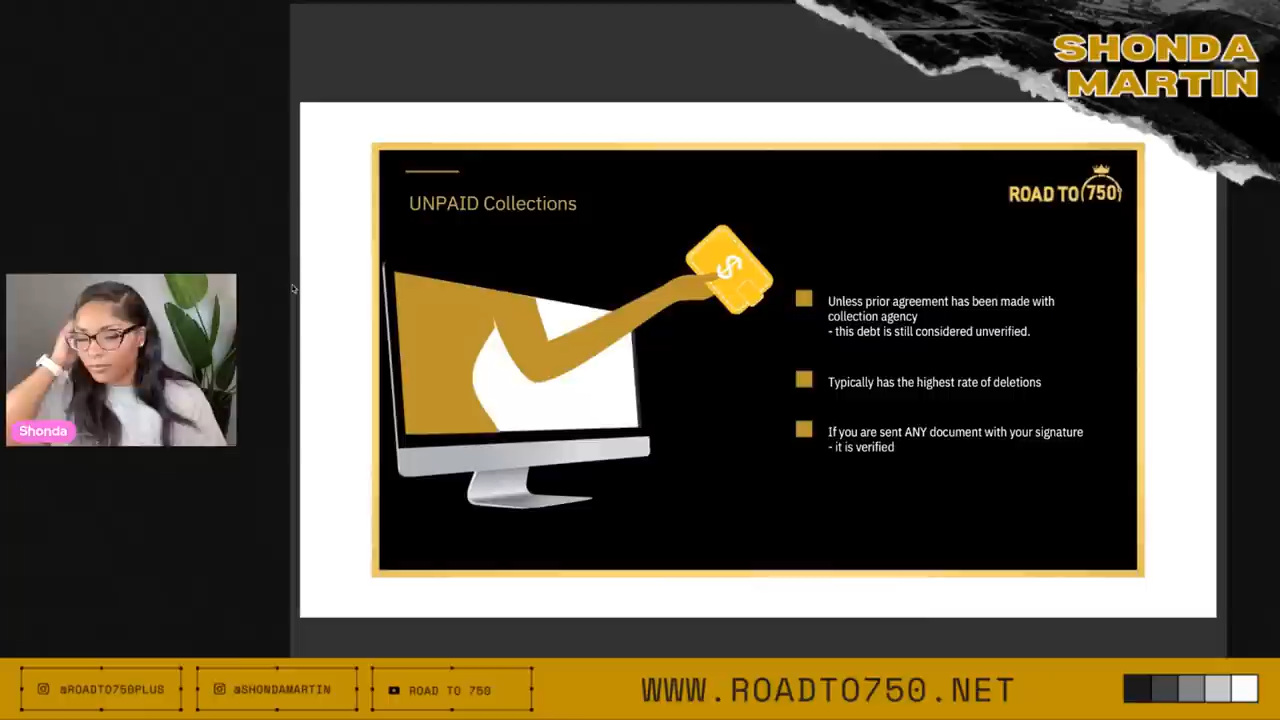 SHONDA
MARTIN
UNPAID Collections
ROAD TO 750
$
Unless prior agreement has been made with
collection agency
- this debt is still considered unverified.
Typically has the highest rate of deletions
If you are sent ANY document with your signature
- it is verified
Shonda
@ROADTO750PLUS
@SHONDAMARTIN
ROAD TO 750
WWW.ROADTO750.NET